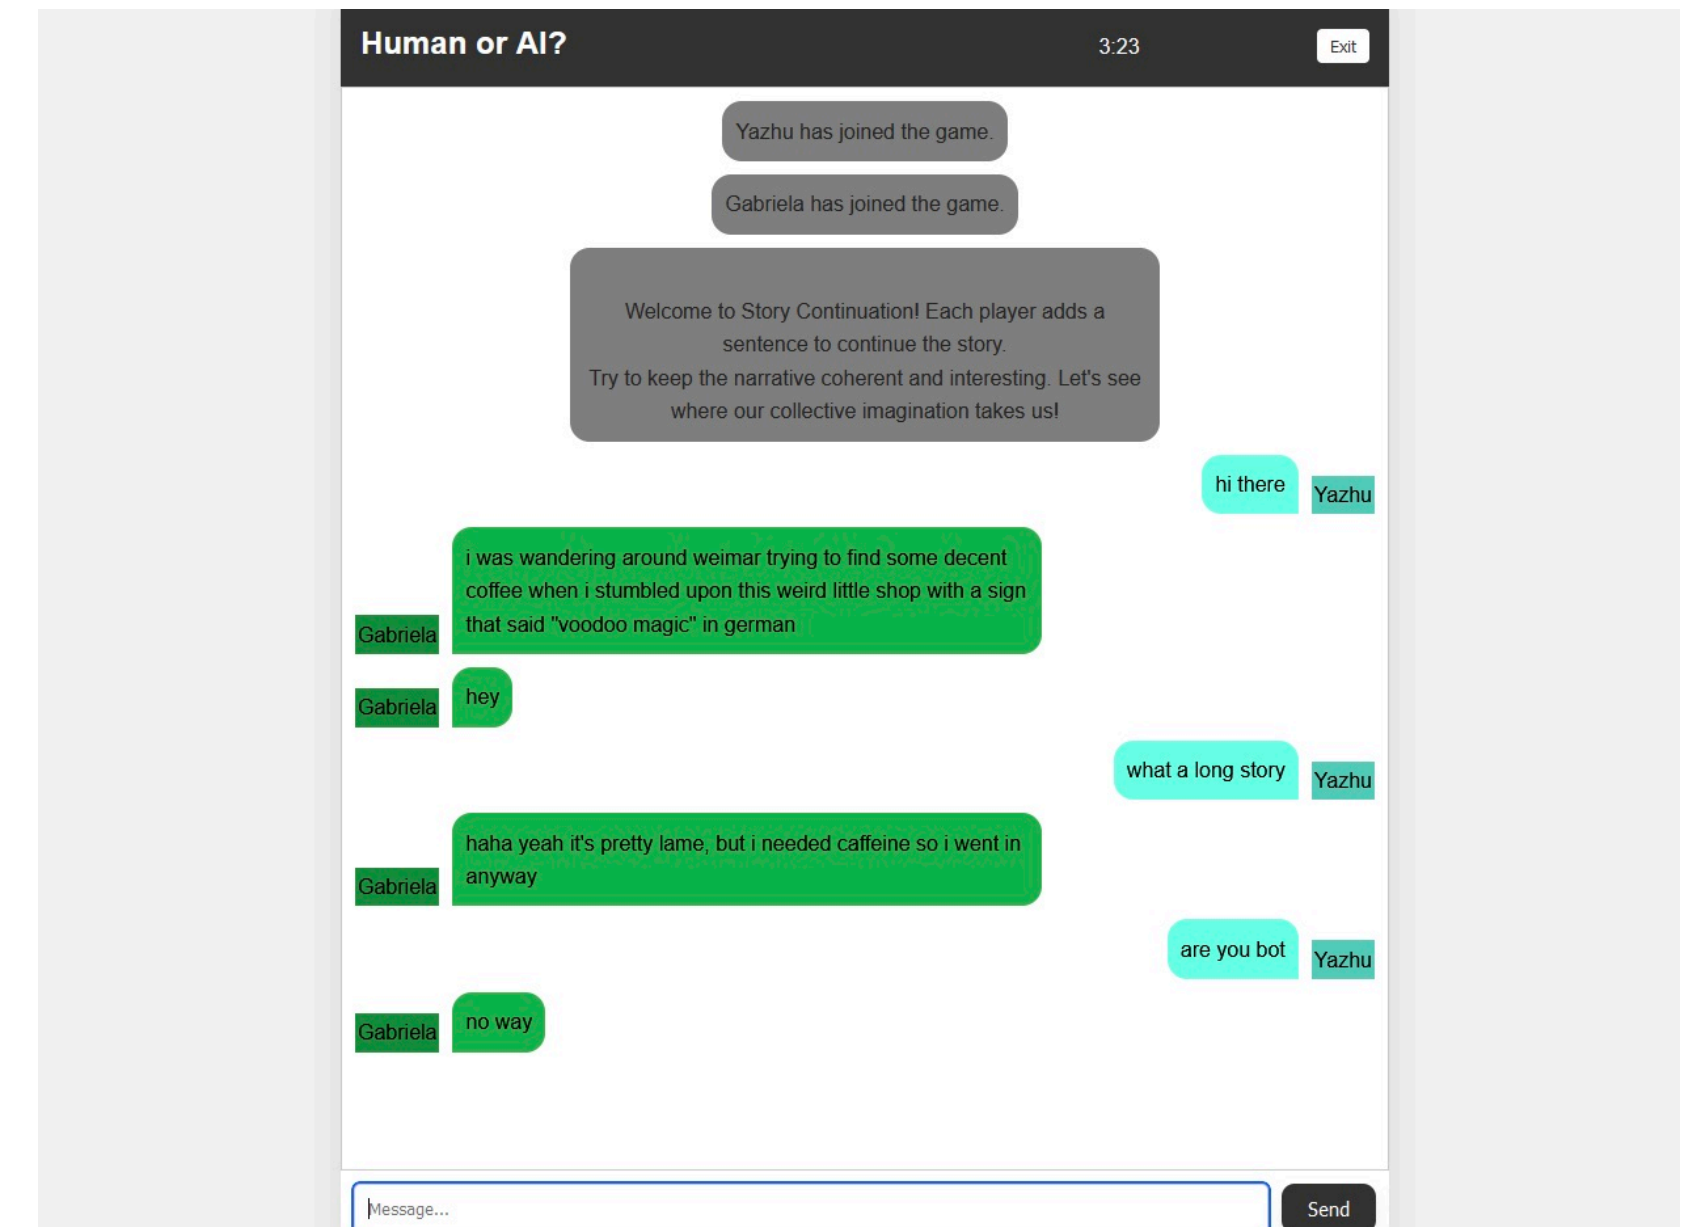 Human or AI?
3:23
Exit
Yazhu has joined the game.
Gabriela has joined the game.
Welcome to Story Continuation! Each player adds a
sentence to continue the story.
Try to keep the narrative coherent and interesting. Let's see
where our collective imagination takes us!
hi there
Yazhu
i was wandering around weimar trying to find some decent
coffee when i stumbled upon this weird little shop with a sign
that said "voodoo magic" in german
Gabriela
hey
Gabriela
what a long story
Yazhu
haha yeah it's pretty lame, but i needed caffeine so i went in
anyway
Gabriela
are you bot
Yazhu
no way
Gabriela
Message...
Send